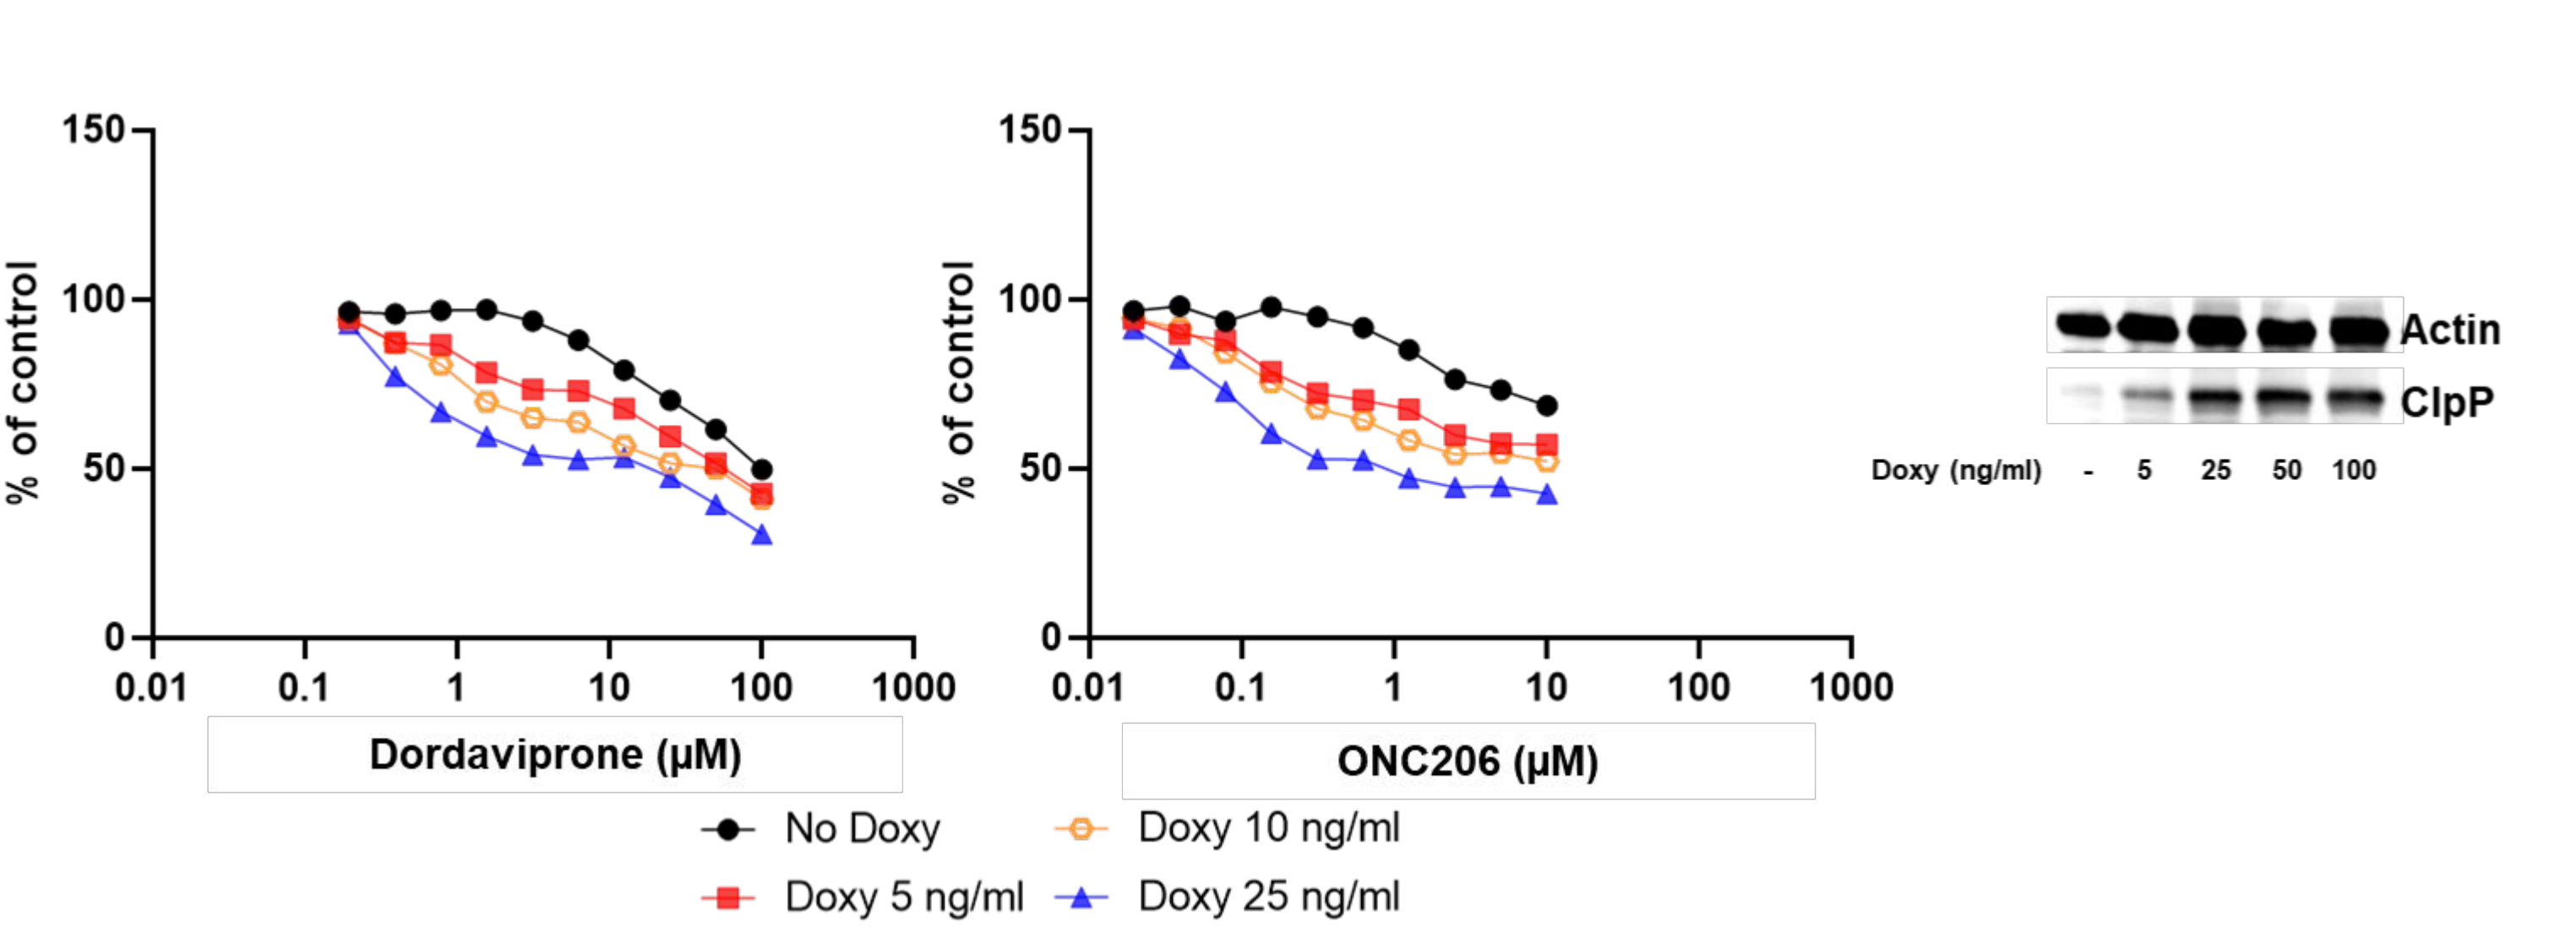 % of control
150
100
50
0
0.01 0.1 1 10 100 1000
Dordaviprone (µM)
% of control
150
100
50
0
0.01 0.1 1 10 100 1000
ONC206 (µM)
No Doxy
Doxy 5 ng/ml
Doxy 10 ng/ml
Doxy 25 ng/ml
Actin
ClpP
Doxy (ng/ml) - 5 25 50 100